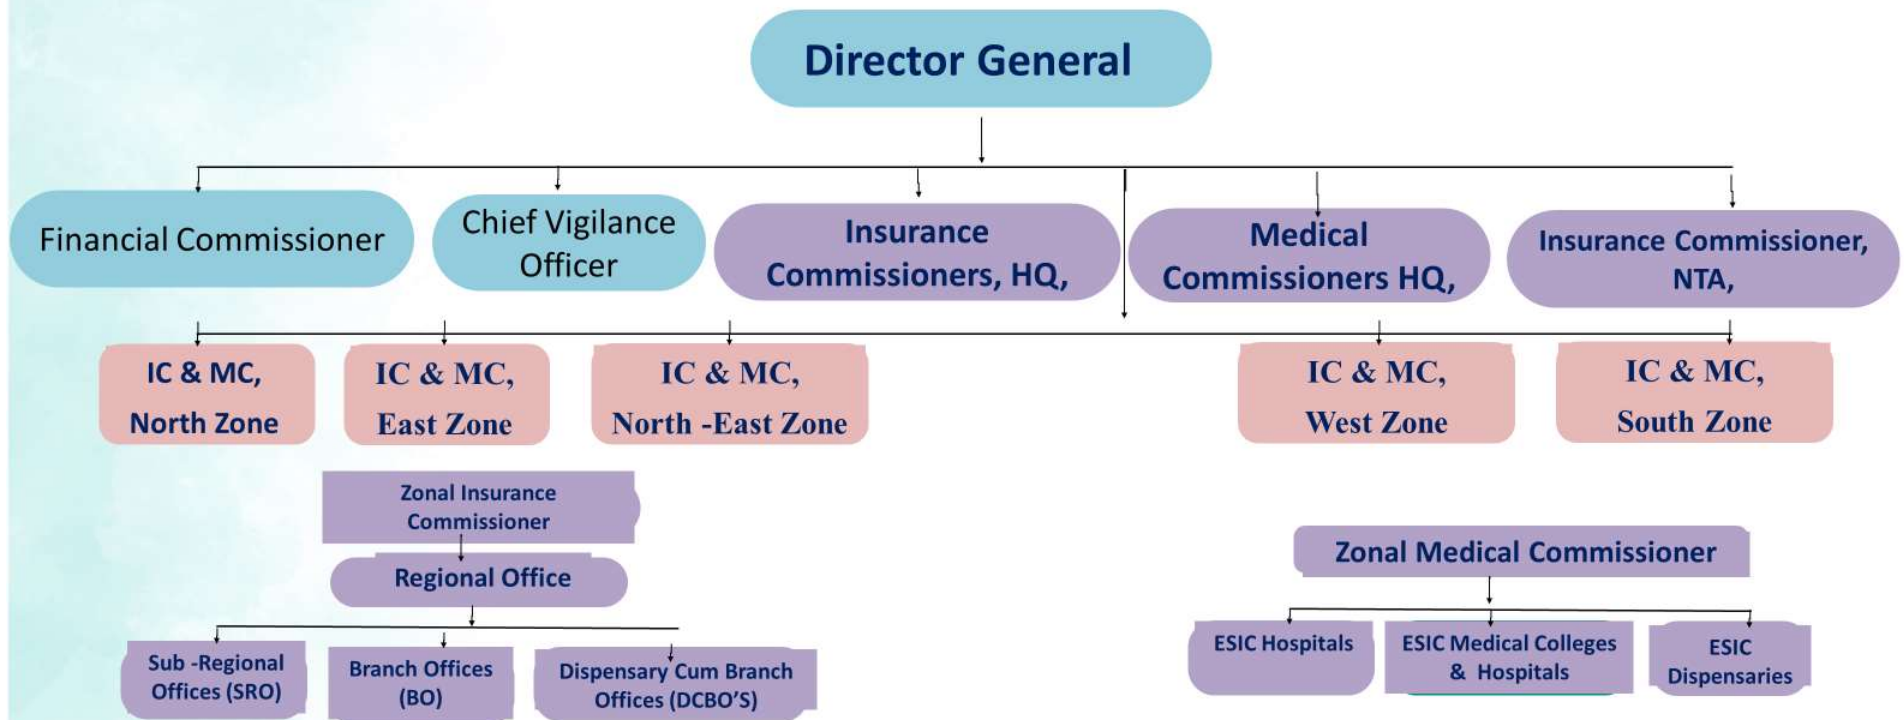 Director General
Financial Commissioner
Chief Vigilance
Officer
Insurance
Commissioners, HQ,
Medical
Commissioners HQ,
Insurance Commissioner,
NTA,
IC & MC,
North Zone
IC & MC,
East Zone
IC & MC,
North -East Zone
IC & MC,
West Zone
IC & MC,
South Zone
Zonal Insurance
Commissioner
Regional Office
Sub -Regional
Offices (SRO)
Branch Offices
(BO)
Dispensary Cum Branch
Offices (DCBO’S)
Zonal Medical Commissioner
ESIC Hospitals
ESIC Medical Colleges
& Hospitals
ESIC
Dispensaries